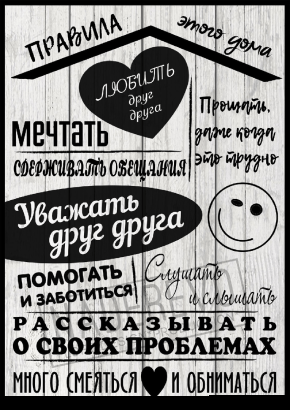 ПРАВИЛА этого дома
ЛЮБИТЬ
друг
друга
Прощать,
даже когда
это трудно
мечтать
СДЕРЖИВАТЬ ОБЕЩАНИЯ
Уважать
друг друга
ПОМОГАТЬ
И ЗАБОТИТЬСЯ
Слушать
и слышать
РАССКАЗЫВАТЬ
О СВОИХ ПРОБЛЕМАХ
МНОГО СМЕЯТЬСЯ И ОБНИМАТЬСЯ